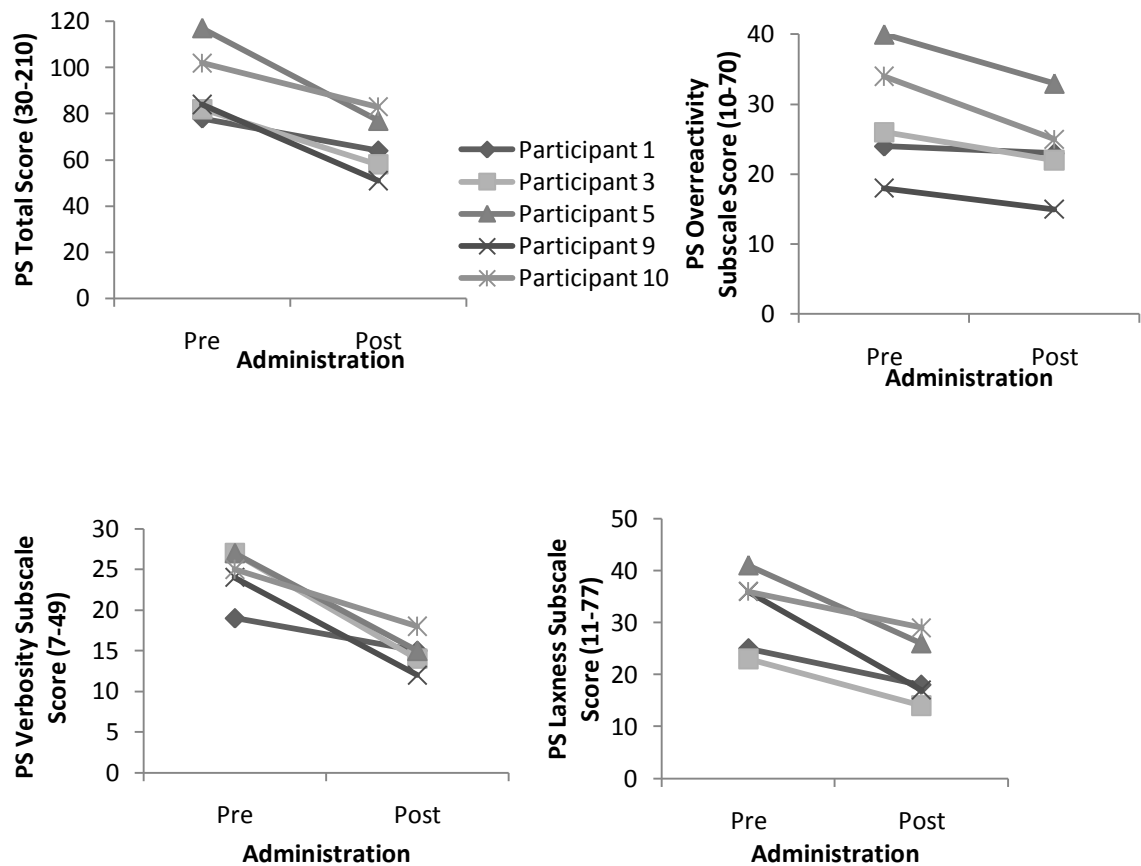 PS Total Score (30-210)
120
100
80
60
40
20
0
Pre
Post
Administration
Participant 1
Participant 3
Participant 5
Participant 9
Participant 10
PS Overreactivity
Subscale Score (10-70)
40
30
20
10
0
Pre
Post
Administration
PS Verbosity Subscale
Score (7-49)
30
25
20
15
10
5
0
Pre
Post
Administration
PS Laxness Subscale
Score (11-77)
50
40
30
20
10
0
Pre
Post
Administration